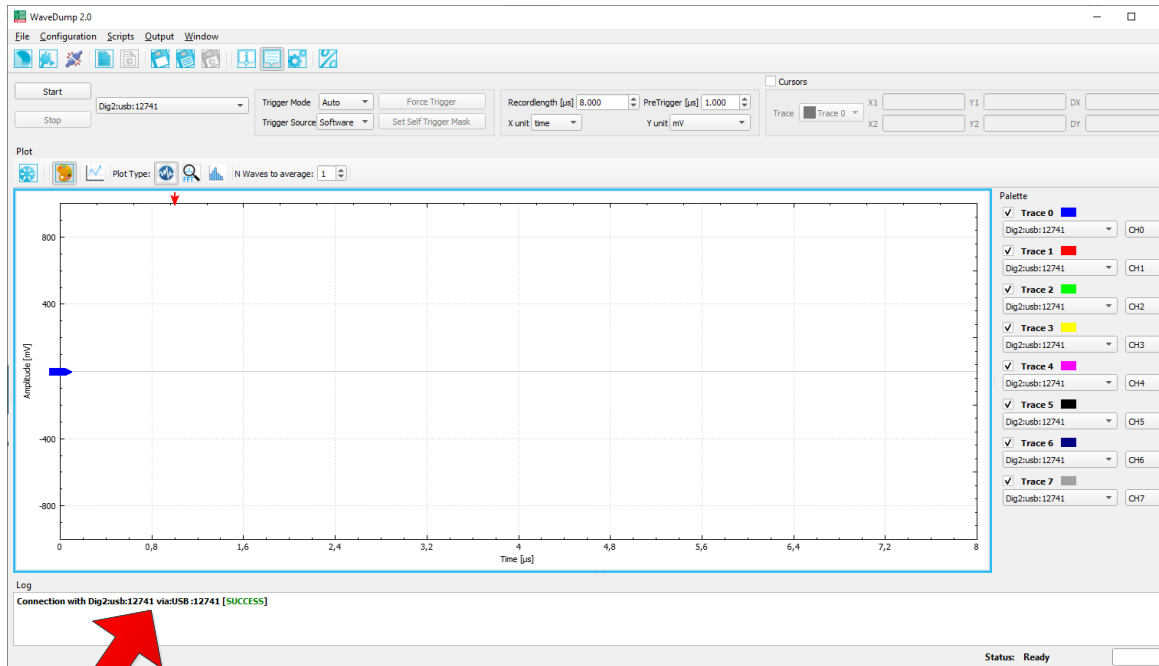 WaveDump 2.0
File Configuration Scripts Output Window
Start
Stop
Dig2:usb:12741
Trigger Mode Auto Force Trigger
Trigger Source Software Set Self Trigger Mask
Recordlength [µs] 8.000 PreTrigger [µs] 1.000
X unit time Y unit mV
Cursors
Trace Trace 0 X1 Y1 DX
X2 Y2 DY
Plot
Plot Type: FFT N Waves to average: 1
Palette
Trace 0
Dig2:usb:12741 CH0
Trace 1
Dig2:usb:12741 CH1
Trace 2
Dig2:usb:12741 CH2
Trace 3
Dig2:usb:12741 CH3
Trace 4
Dig2:usb:12741 CH4
Trace 5
Dig2:usb:12741 CH5
Trace 6
Dig2:usb:12741 CH6
Trace 7
Dig2:usb:12741 CH7
800
400
-400
-800
Amplitude [mV]
0 0,8 1,6 2,4 3,2 4 4,8 5,6 6,4 7,2 8
Time [µs]
Log
Connection with Dig2:usb:12741 via:USB :12741 [SUCCESS]
Status: Ready